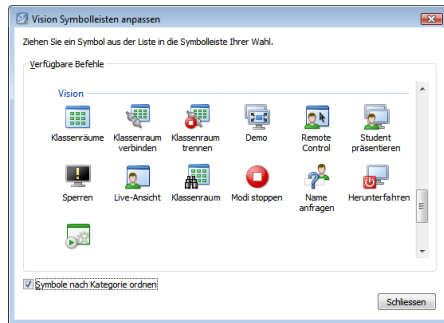 Vision Symbolleisten anpassen
Ziehen Sie ein Symbol aus der Liste in die Symbolleiste Ihrer Wahl.
Verfügbare Befehle
Vision
Klassenräume Klassenraum Klassenraum Demo Remote Student
verbinden trennen Control präsentieren
Sperren Live-Ansicht Klassenraum Modi stoppen Name Herunterfahren
anfragen
Symbole nach Kategorie ordnen
Schliessen